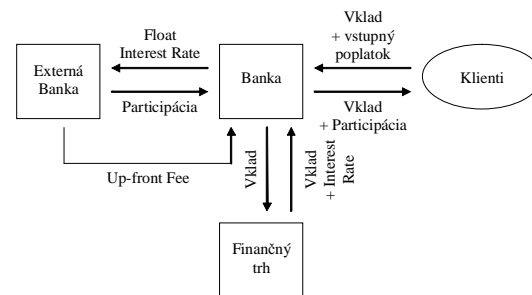 Float
Interest Rate
Vklad
+ vstupný
poplatok
Externá
Banka
Banka
Klienti
Participácia
Vklad
+ Participácia
Up-front Fee
Vklad
Vklad
+ Interest
Rate
Finančný
trh